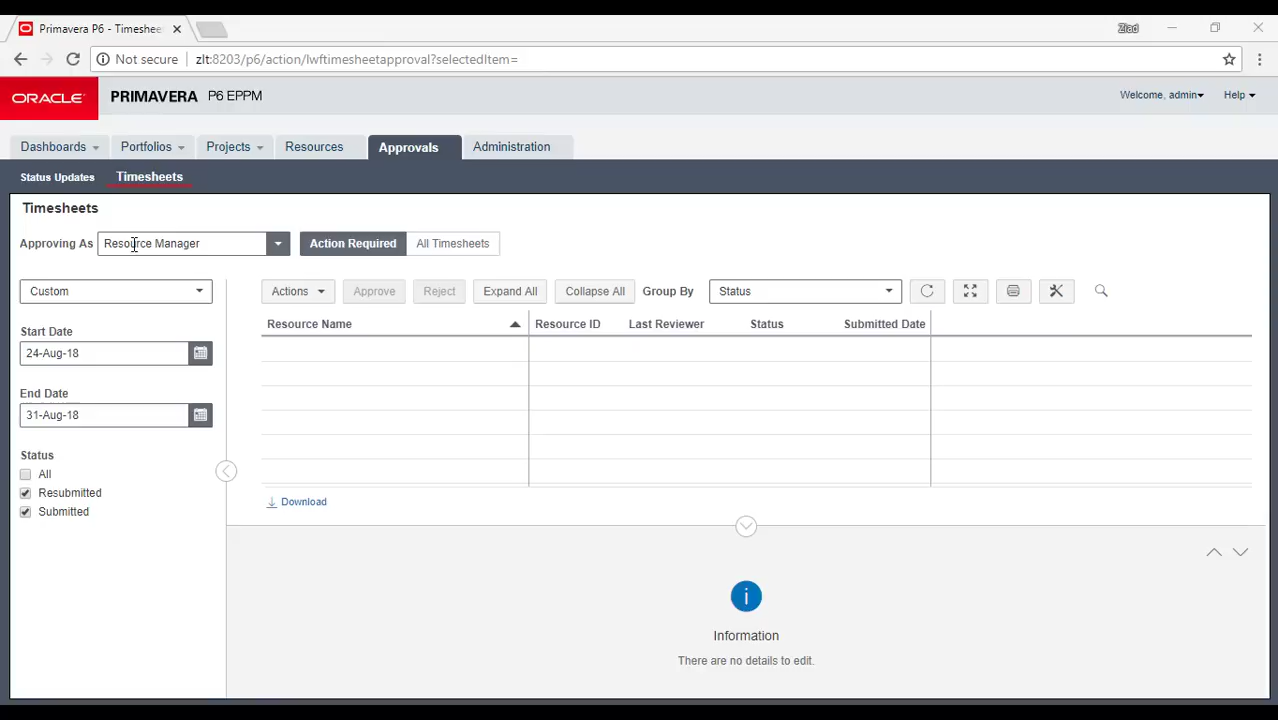 Primavera P6 - Timeshee
Ziad
Not secure zlt:8203/p6/action/lwftimesheetapproval?selectedItem=
ORACLE PRIMAVERA P6 EPPM Welcome, admin Help
Dashboards Portfolios Projects Resources Approvals Administration
Status Updates Timesheets
Timesheets
Approving As Resource Manager Action Required All Timesheets
Custom Actions Approve Reject Expand All Collapse All Group By Status
Resource Name Resource ID Last Reviewer Status Submitted Date
Start Date
24-Aug-18
End Date
31-Aug-18
Status
All
Resubmitted
Submitted
Download
Information
There are no details to edit.